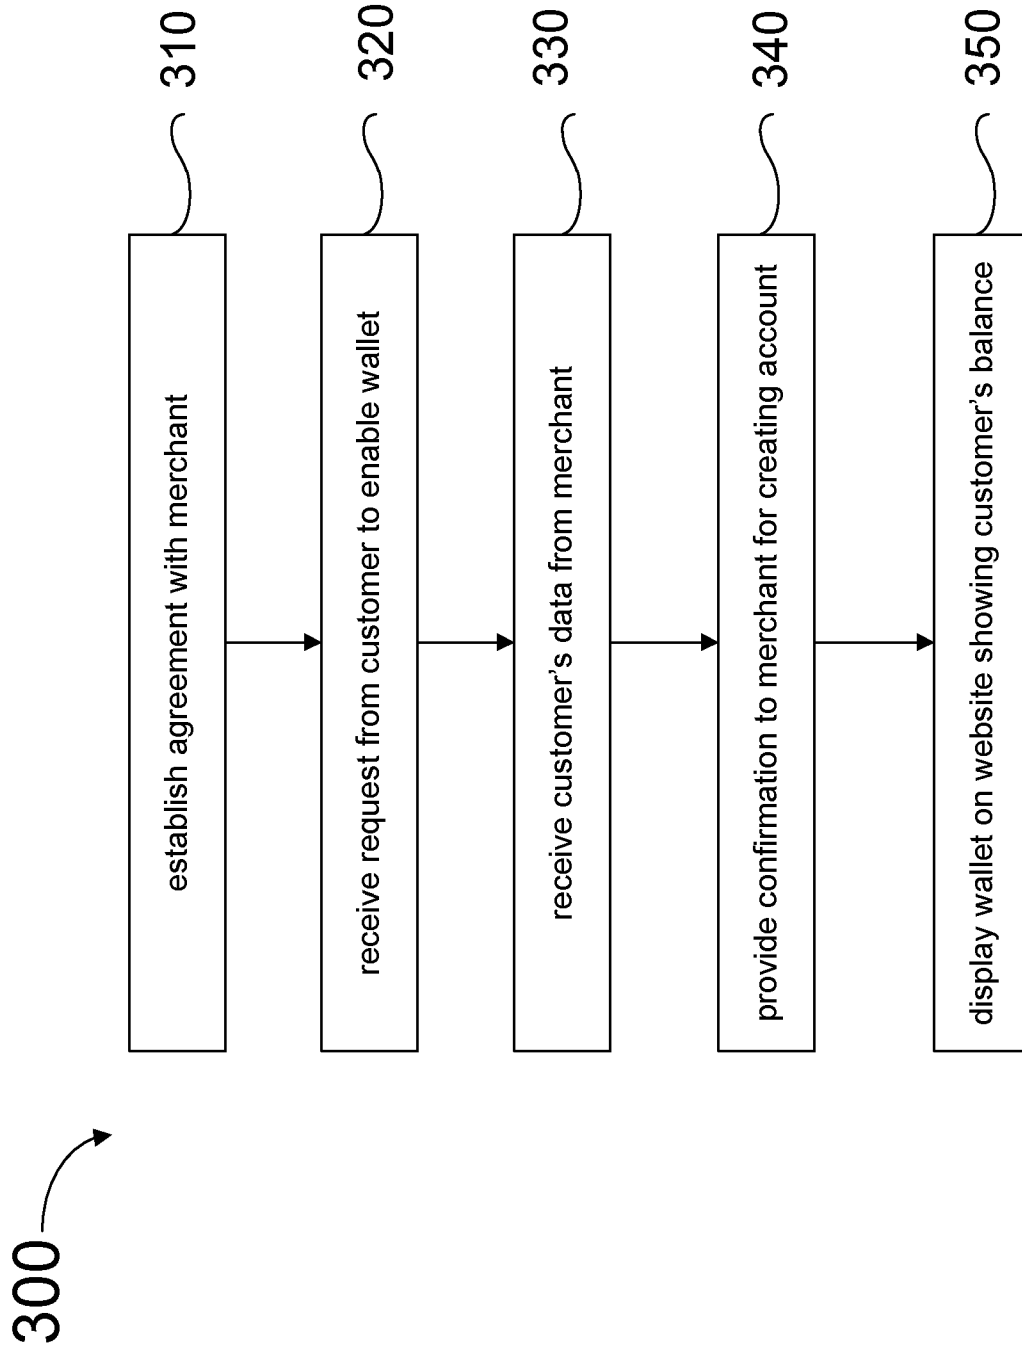 300
establish agreement with merchant
310
receive request from customer to enable wallet
320
receive customer's data from merchant
330
provide confirmation to merchant for creating account
340
display wallet on website showing customer's balance
350